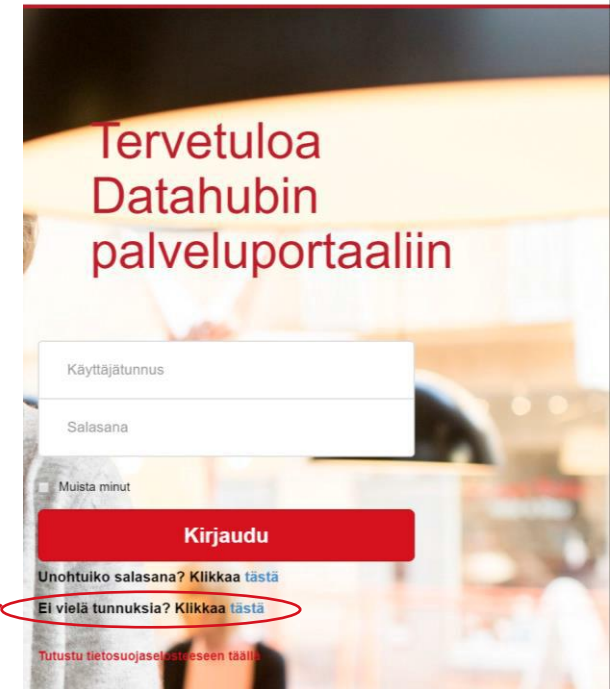 Tervetuloa
Datahubin
palveluportaaliin
Käyttäjätunnus
Salasana
Muista minut
Kirjaudu
Unohtuiko salasana? Klikkaa tästä
Ei vielä tunnuksia? Klikkaa tästä
Tutustu tietosuojaselosteeseen täällä